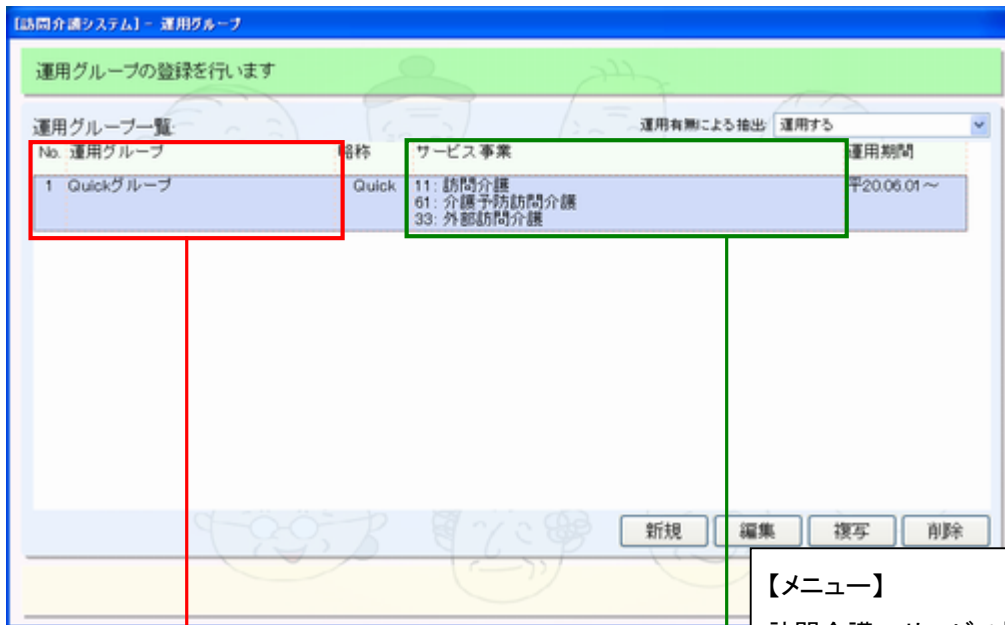 【訪問介護システム】- 運用グループ
運用グループの登録を行います
運用グループ一覧
運用有無による抽出 運用する
No. 運用グループ 略称 サービス事業 運用期間
1 Quickグループ Quick 11: 訪問介護 平20.06.01~
61: 介護予防訪問介護
33: 外部訪問介護
新規 編集 複写 削除
【メニュー】